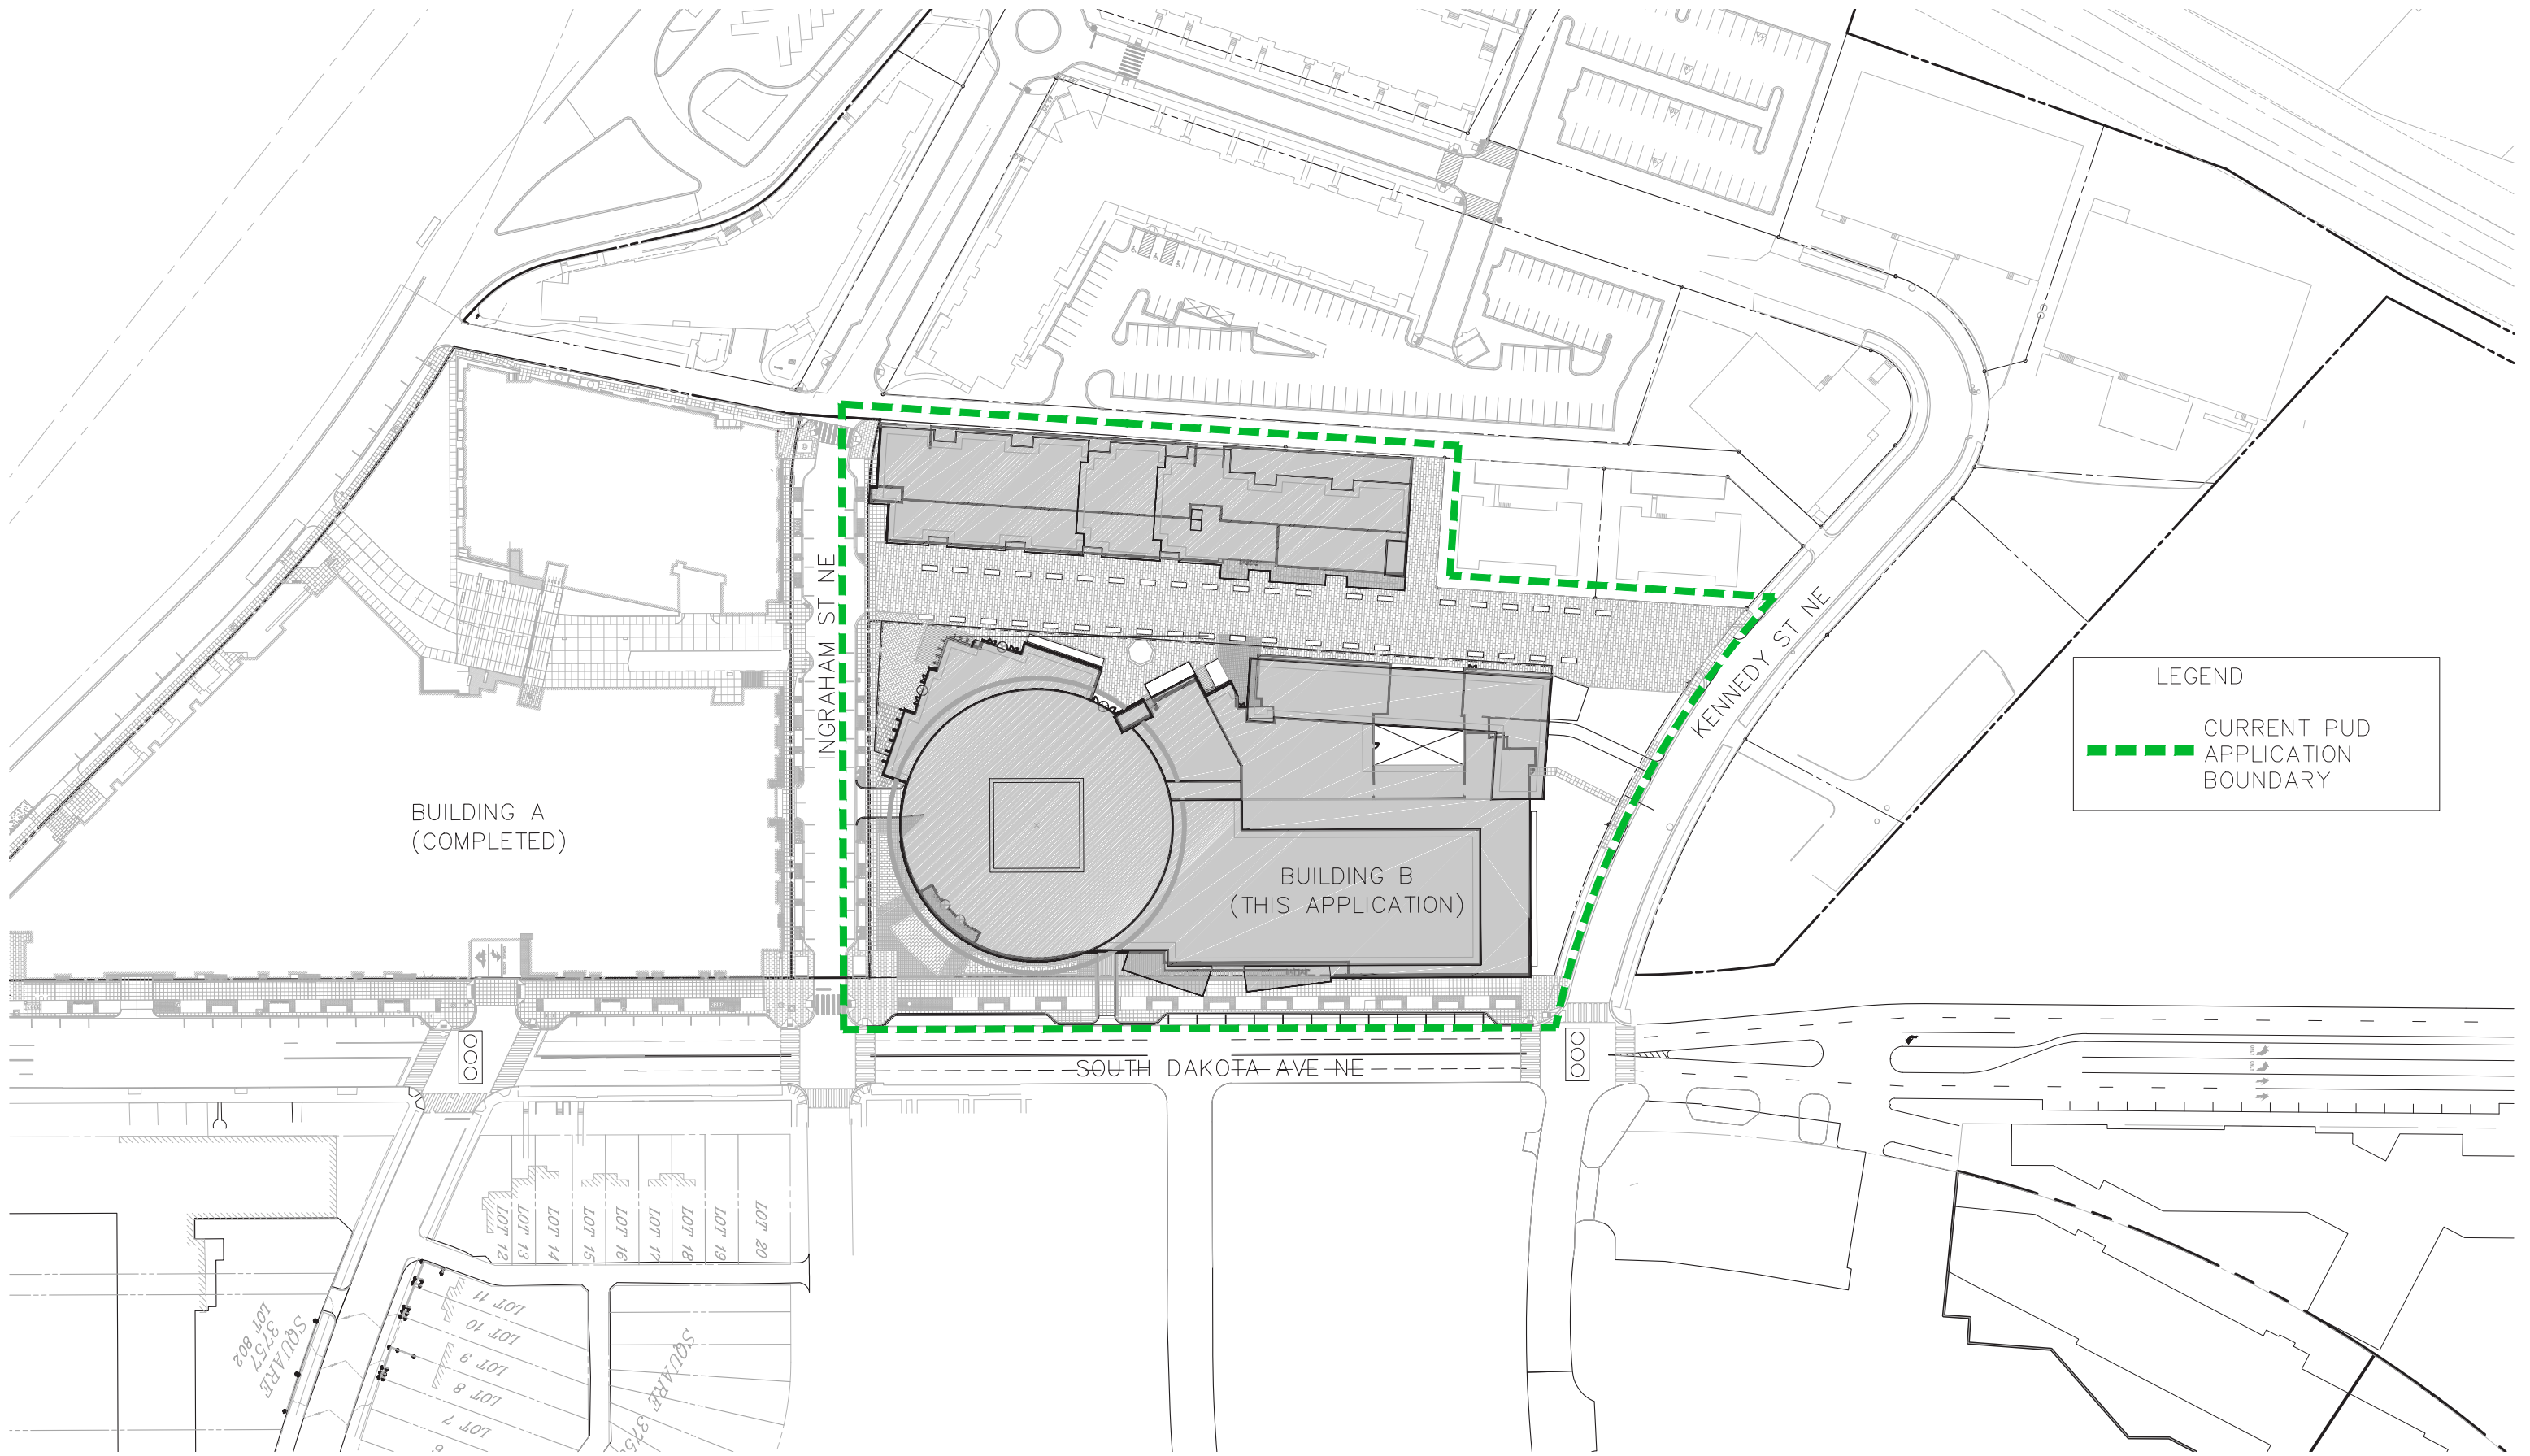 LEGEND
CURRENT PUD
APPLICATION
BOUNDARY
INGRAHAM ST NE
KENNEDY ST NE
BUILDING A
(COMPLETED)
BUILDING B
(THIS APPLICATION)
SOUTH DAKOTA AVE NE
LOT 12
LOT 13
LOT 14
LOT 15
LOT 16
LOT 17
LOT 18
LOT 19
LOT 20
LOT 11
LOT 10
LOT 9
LOT 8
LOT 7
SQUARE
3757
LOT 802